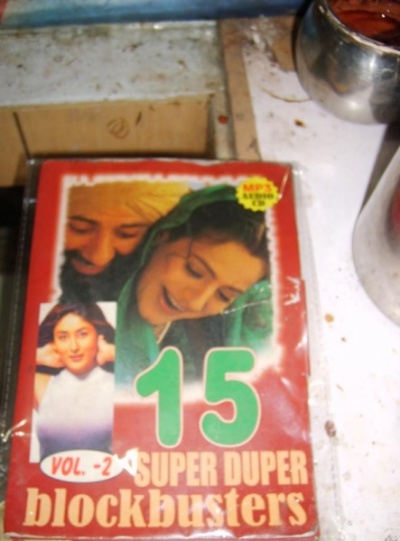 MP3
AUDIO
CD
15
VOL. -2
SUPER DUPER
blockbusters